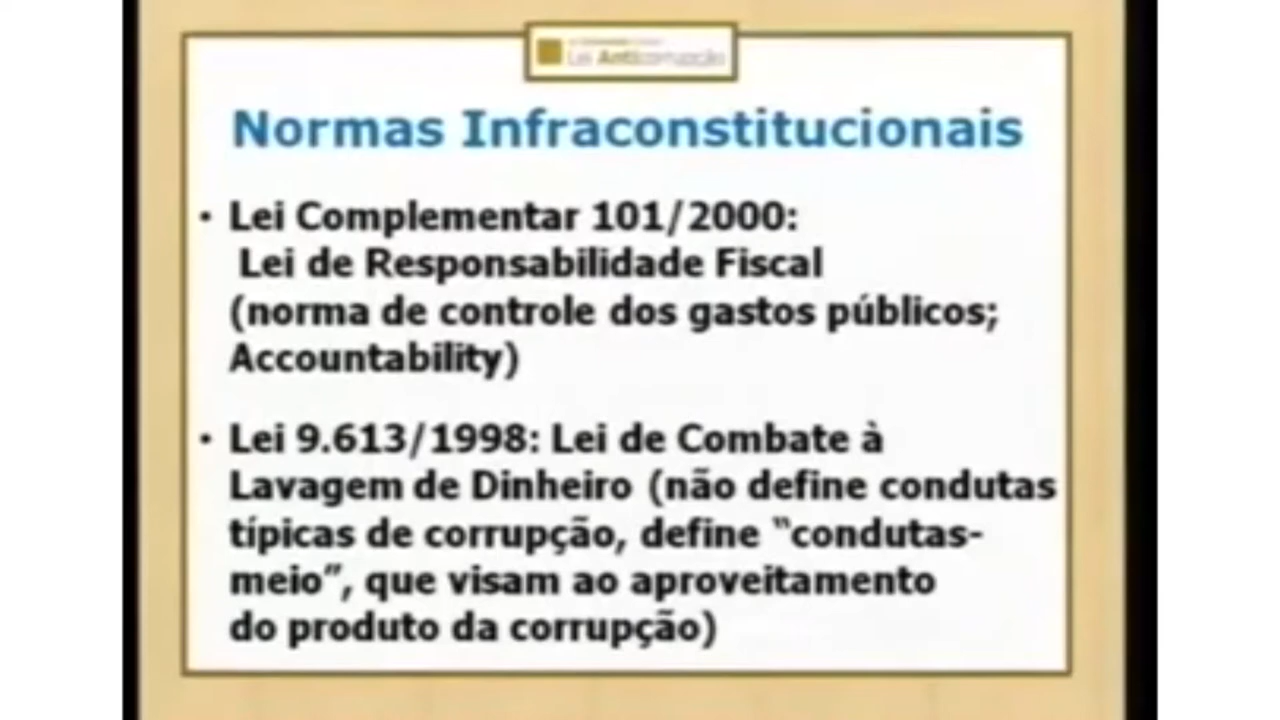 Lei Anticorrupção
Normas Infraconstitucionais
• Lei Complementar 101/2000:
Lei de Responsabilidade Fiscal
(norma de controle dos gastos públicos;
Accountability)
• Lei 9.613/1998: Lei de Combate à
Lavagem de Dinheiro (não define condutas
típicas de corrupção, define “condutas-
meio”, que visam ao aproveitamento
do produto da corrupção)